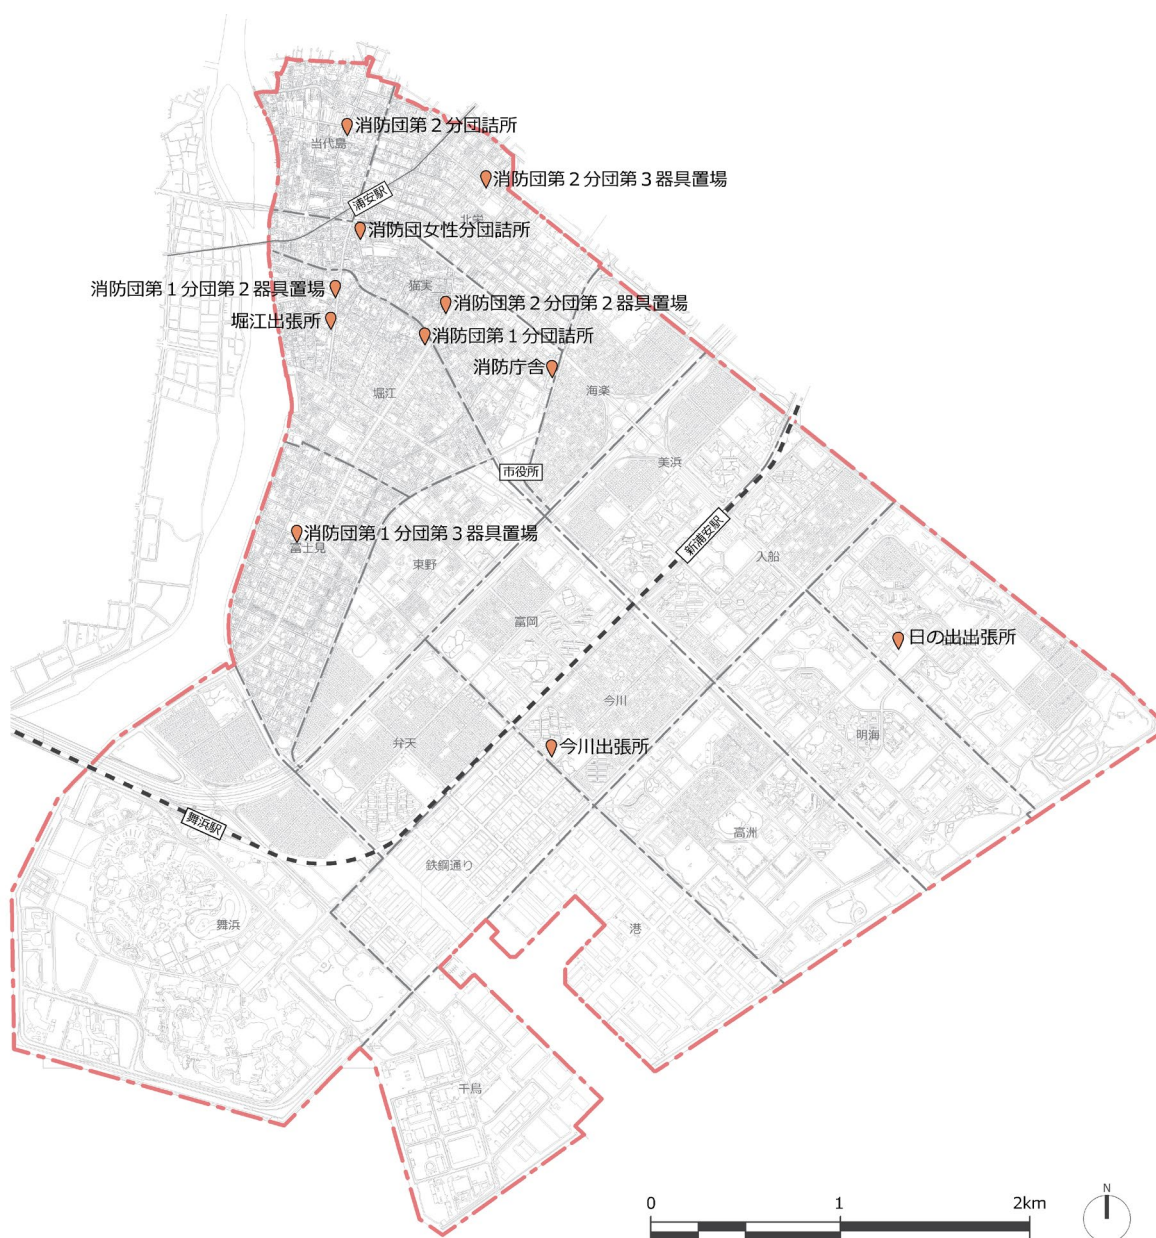 消防団第２分団詰所
当代島
消防団第２分団第３器具置場
浦安駅
北栄
消防団女性分団詰所
猫実
消防団第１分団第２器具置場
消防団第２分団第２器具置場
堀江出張所
消防団第１分団詰所
消防庁舎
海楽
堀江
美浜
市役所
消防団第１分団第３器具置場
富士見
新浦安駅
入船
東野
富岡
日の出出張所
今川
明海
弁天
今川出張所
舞浜駅
高洲
鉄鋼通り
舞浜
港
千鳥
0
1
2km
N